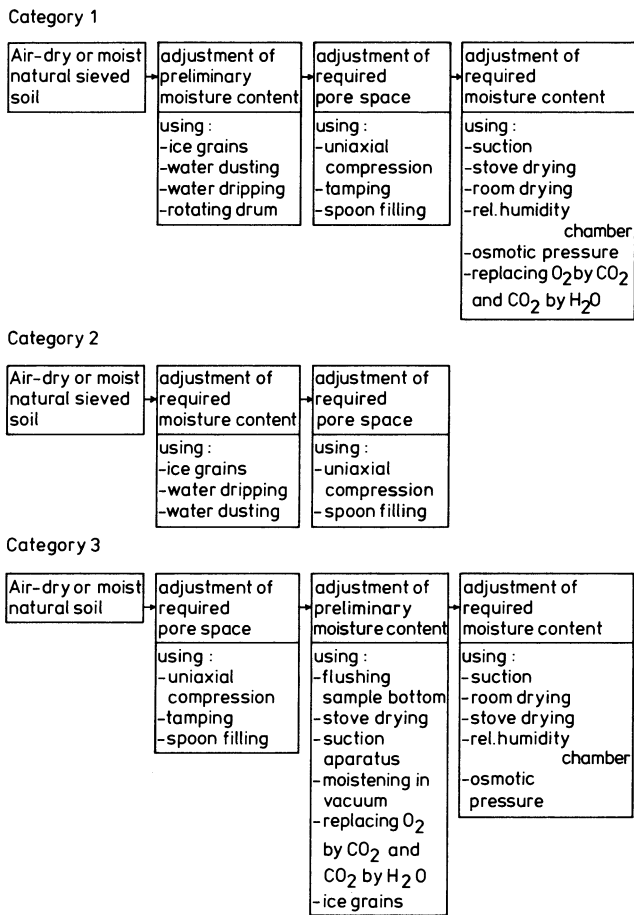 Category 1
Air-dry or moist
natural sieved
soil
adjustment of
preliminary
moisture content
using :
-ice grains
-water dusting
-water dripping
-rotating drum
adjustment of
required
pore space
using :
-uniaxial
compression
-tamping
-spoon filling
adjustment of
required
moisture content
using :
-suction
-stove drying
-room drying
-rel.humidity
chamber
-osmotic pressure
-replacing O₂ by CO₂
and CO₂ by H₂O
Category 2
Air-dry or moist
natural sieved
soil
adjustment of
required
moisture content
using :
-ice grains
-water dripping
-water dusting
adjustment of
required
pore space
using :
-uniaxial
compression
-spoon filling
Category 3
Air-dry or moist
natural soil
adjustment of
required
pore space
using :
-uniaxial
compression
-tamping
-spoon filling
adjustment of
preliminary
moisture content
using :
-flushing
sample bottom
-stove drying
-suction
apparatus
-moistening in
vacuum
-replacing O₂
by CO₂ and
CO₂ by H₂O
-ice grains
adjustment of
required
moisture content
using :
-suction
-room drying
-stove drying
-rel.humidity
chamber
-osmotic
pressure